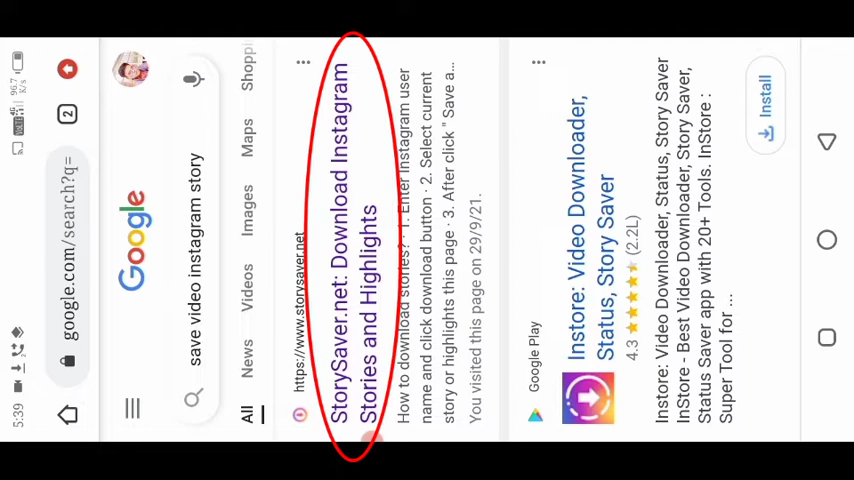 5:39
96.7
K/s
google.com/search?q=
2
Google
save video instagram story
All
News
Videos
Images
Maps
Shoppi
https://www.storysaver.net
StorySaver.net: Download Instagram
Stories and Highlights
How to download stories? · 1. Enter instagram user
name and click download button · 2. Select current
story or highlights this page · 3. After click " Save a...
You visited this page on 29/9/21.
Google Play
Instore: Video Downloader,
Status, Story Saver
4.3 ★★★★★ (2.2L)
Install
Instore: Video Downloader, Status, Story Saver
InStore - Best Video Downloader, Story Saver,
Status Saver app with 20+ Tools. InStore :
Super Tool for ...